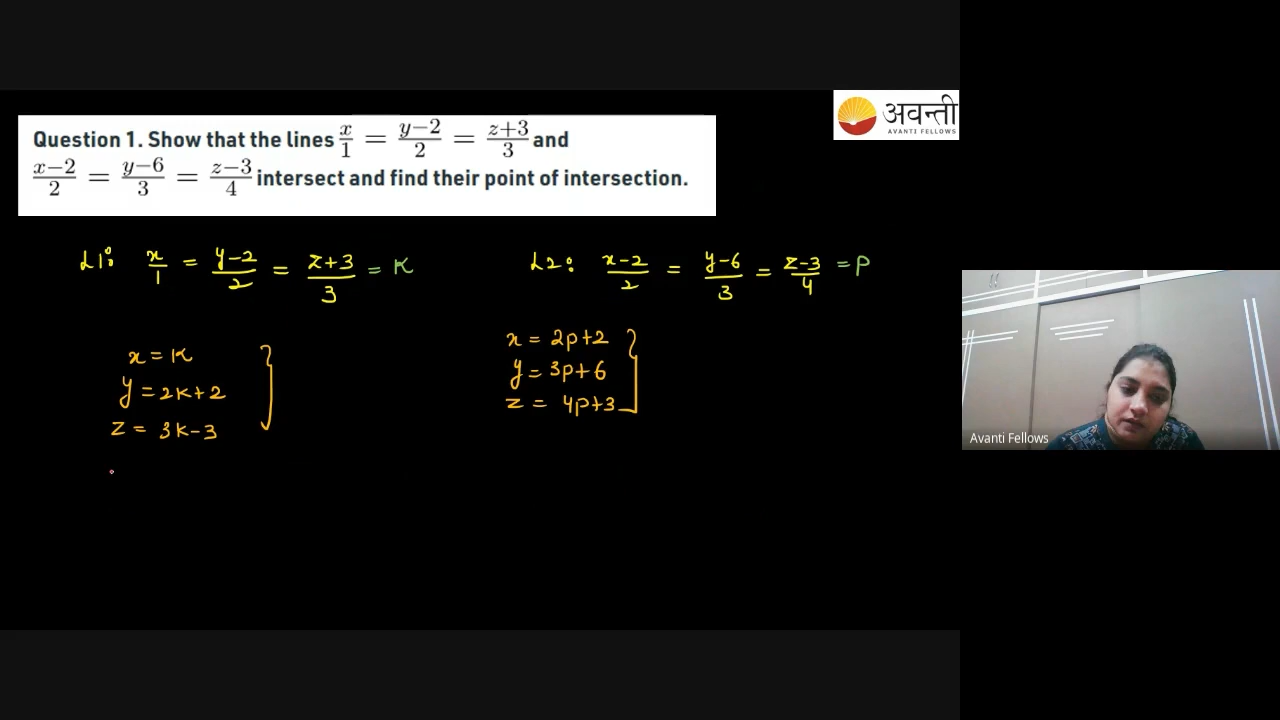 अवन्ती
AVANTI FELLOWS
Question 1. Show that the lines x/1 = y−2/2 = z+3/3 and
x−2/2 = y−6/3 = z−3/4 intersect and find their point of intersection.
L1: x/1 = y−2/2 = z+3/3 = K
L2: x−2/2 = y−6/3 = z−3/4 = P
x = K
y = 2K+2
z = 3K−3
x = 2p+2
y = 3p+6
z = 4p+3
Avanti Fellows